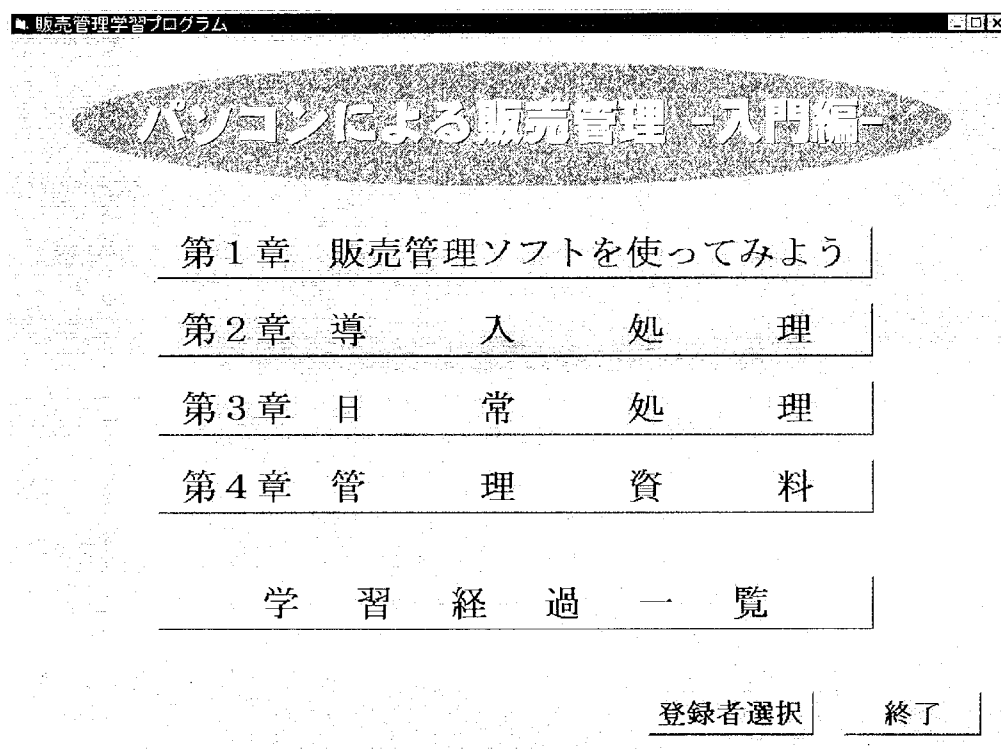 販売管理学習プログラム
パソコンによる販売管理 -入門編-
第1章 販売管理ソフトを使ってみよう
第2章 導入処理
第3章 日常処理
第4章 管理資料
学習経過一覧
登録者選択 終了